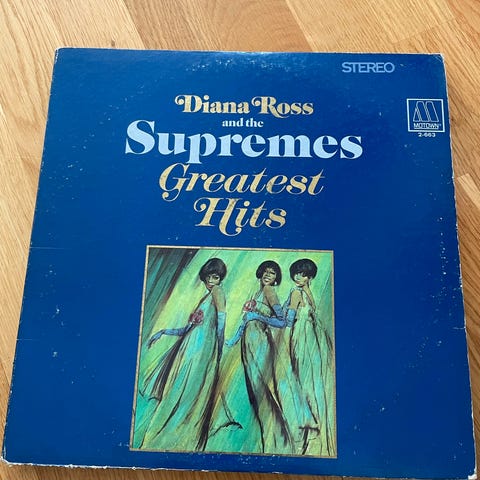 STEREO
Diana Ross
and the
Supremes
Greatest
Hits
M
MOTOWN
2-663